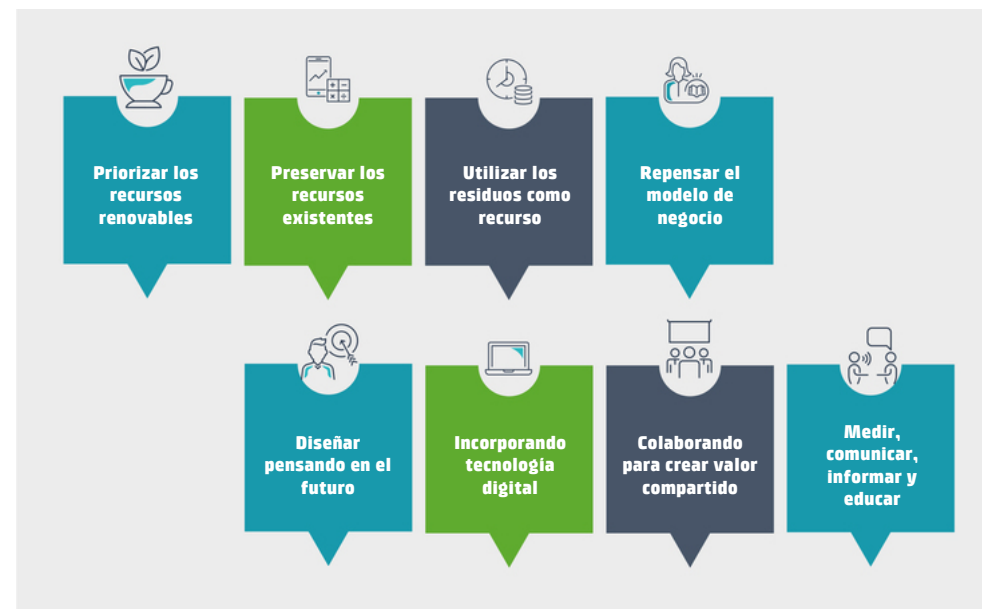 Priorizar los
recursos
renovables
Preservar los
recursos
existentes
Utilizar los
residuos como
recurso
Repensar el
modelo de
negocio
Diseñar
pensando en el
futuro
Incorporando
tecnología
digital
Colaborando
para crear valor
compartido
Medir,
comunicar,
informar y
educar